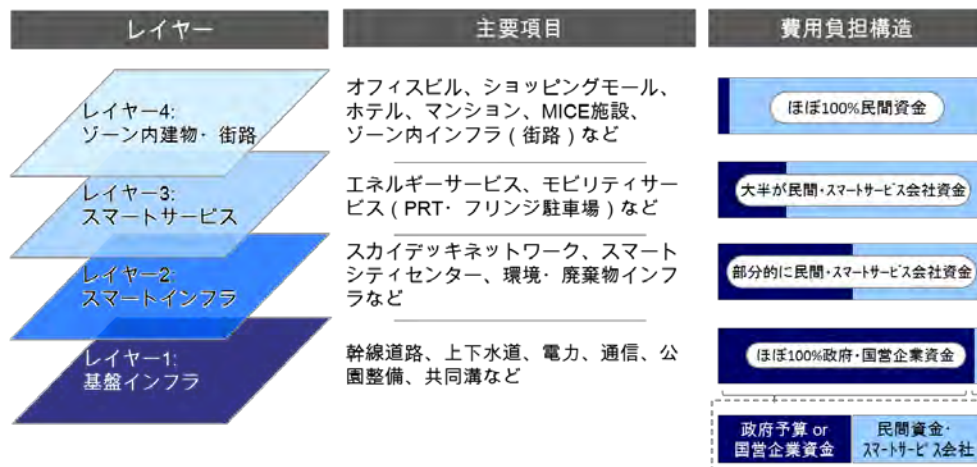 レイヤー
主要項目
費用負担構造
レイヤー4:
ゾーン内建物・街路
オフィスビル、ショッピングモール、
ホテル、マンション、MICE施設、
ゾーン内インフラ(街路)など
ほぼ100%民間資金
レイヤー3:
スマートサービス
エネルギーサービス、モビリティサー
ビス(PRT・フリンジ駐車場)など
大半が民間・スマートサービス会社資金
レイヤー2:
スマートインフラ
スカイデッキネットワーク、スマート
シティセンター、環境・廃棄物インフ
ラなど
部分的に民間・スマートサービス会社資金
レイヤー1:
基盤インフラ
幹線道路、上下水道、電力、通信、公
園整備、共同溝など
ほぼ100%政府・国営企業資金
政府予算 or
国営企業資金
民間資金・
スマートサービス会社